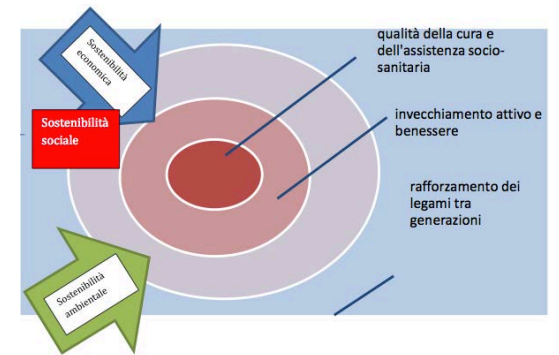 Sostenibilità
economica
Sostenibilità
sociale
Sostenibilità
ambientale
qualità della cura e
dell'assistenza socio-
sanitaria
invecchiamento attivo e
benessere
rafforzamento dei
legami tra
generazioni